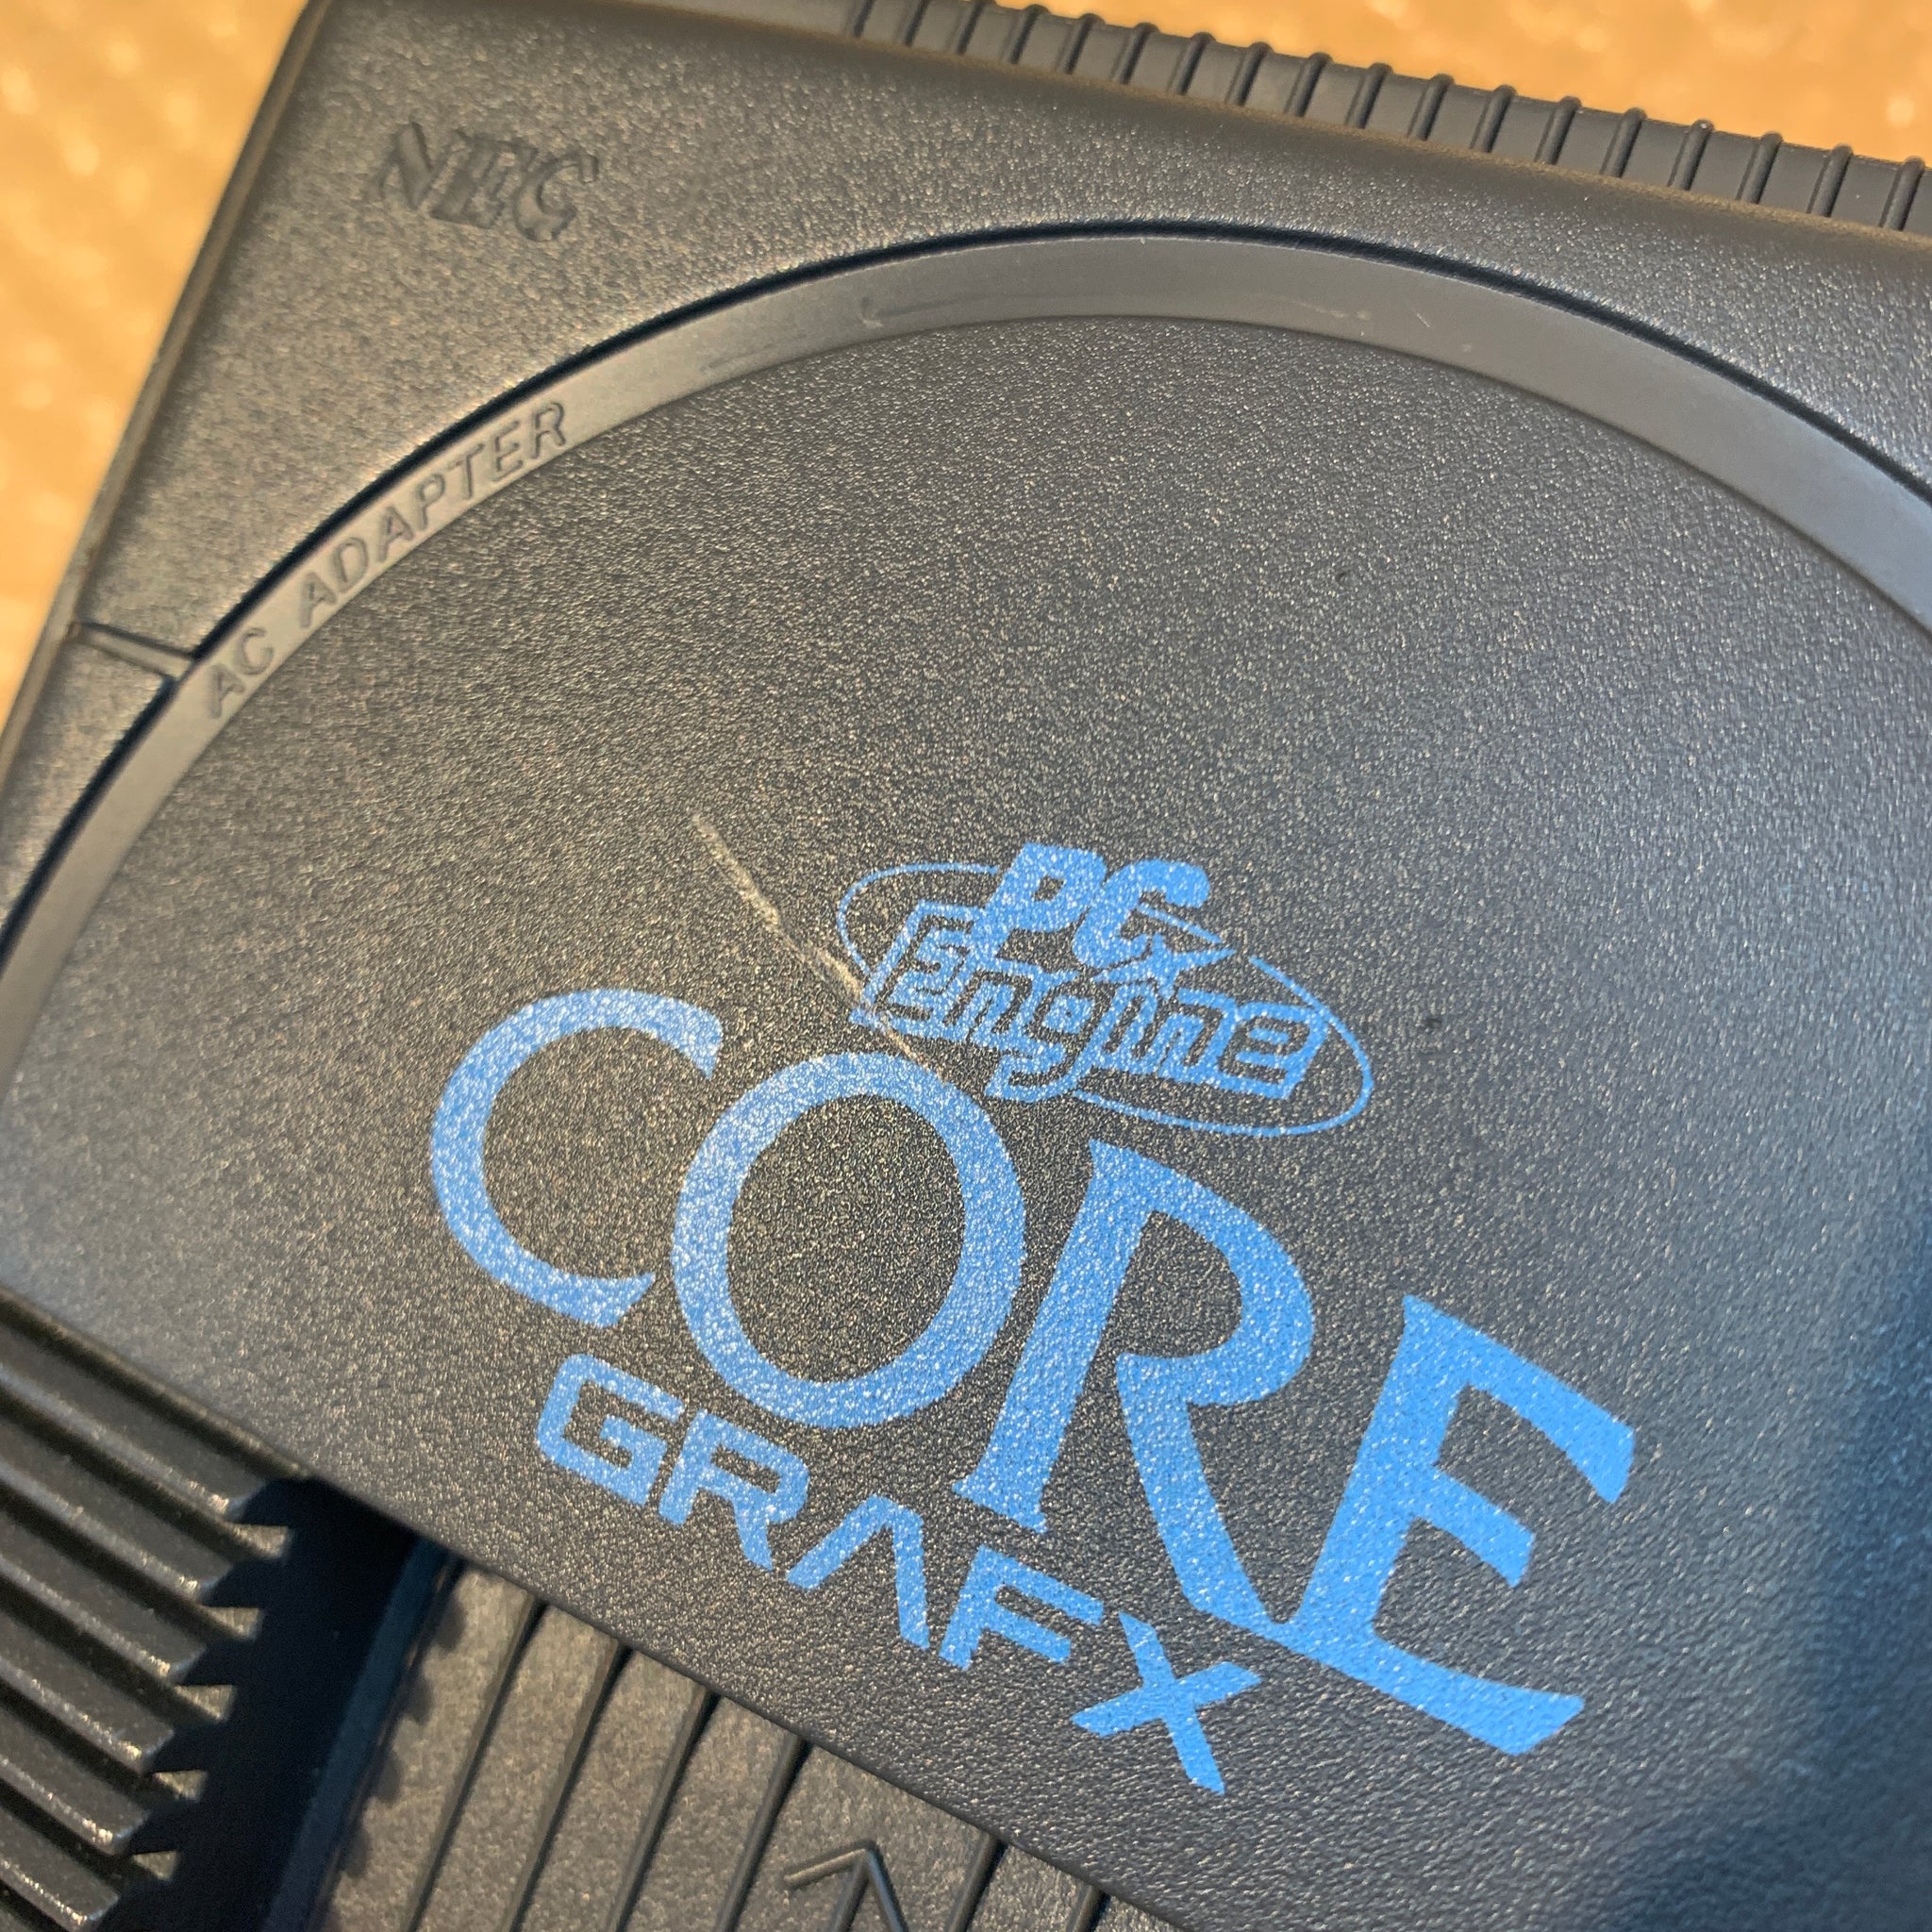 NEC
AC ADAPTER
PC
Engine
CORE
GRAFX